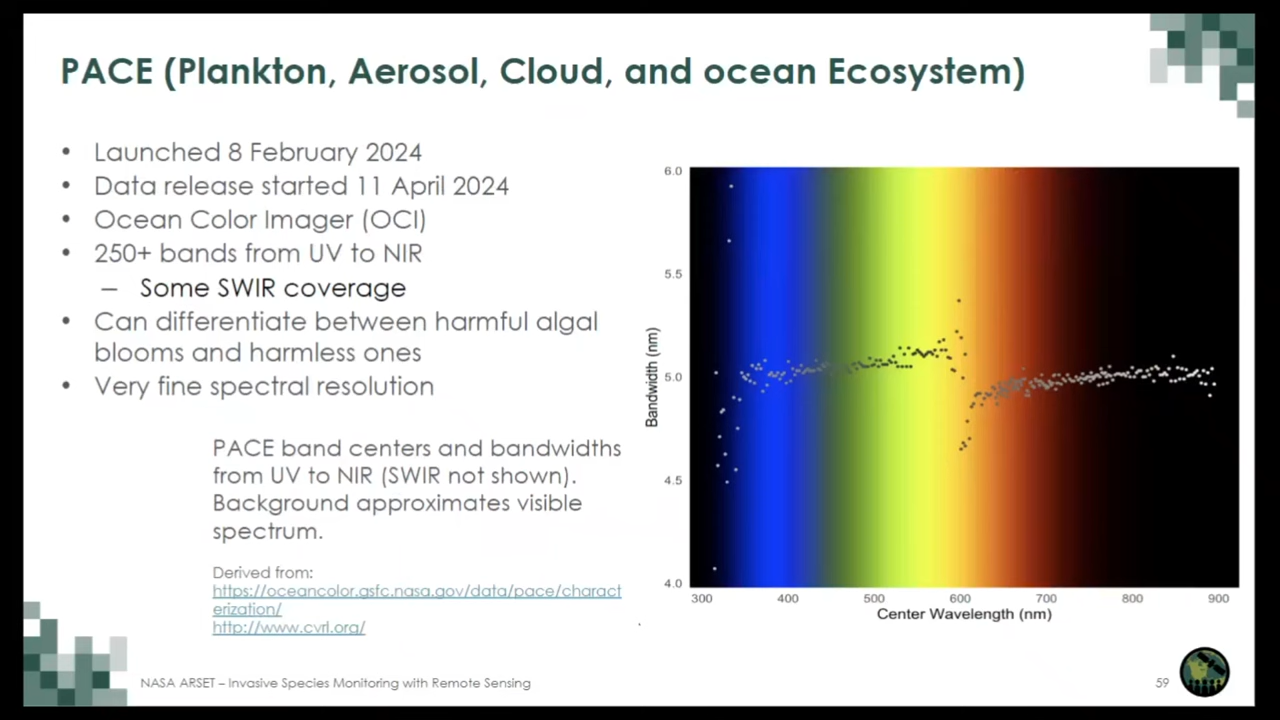 PACE (Plankton, Aerosol, Cloud, and ocean Ecosystem)
• Launched 8 February 2024
• Data release started 11 April 2024
• Ocean Color Imager (OCI)
• 250+ bands from UV to NIR
– Some SWIR coverage
• Can differentiate between harmful algal
blooms and harmless ones
• Very fine spectral resolution
PACE band centers and bandwidths
from UV to NIR (SWIR not shown).
Background approximates visible
spectrum.
Derived from:
https://oceancolor.gsfc.nasa.gov/data/pace/charact
erization/
http://www.cvrl.org/
6.0
5.5
5.0
4.5
4.0
Bandwidth (nm)
300 400 500 600 700 800 900
Center Wavelength (nm)
NASA ARSET – Invasive Species Monitoring with Remote Sensing
59